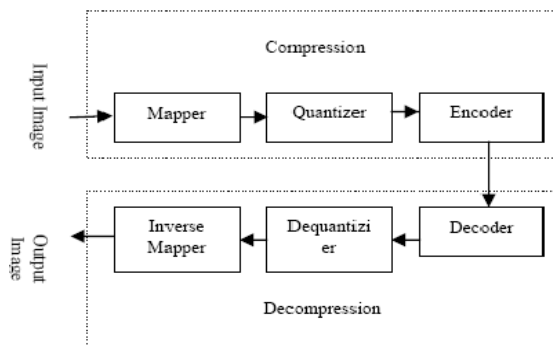 Compression
Input Image
Mapper
Quantizer
Encoder
Inverse
Mapper
Dequantizi
er
Decoder
Output
Image
Decompression